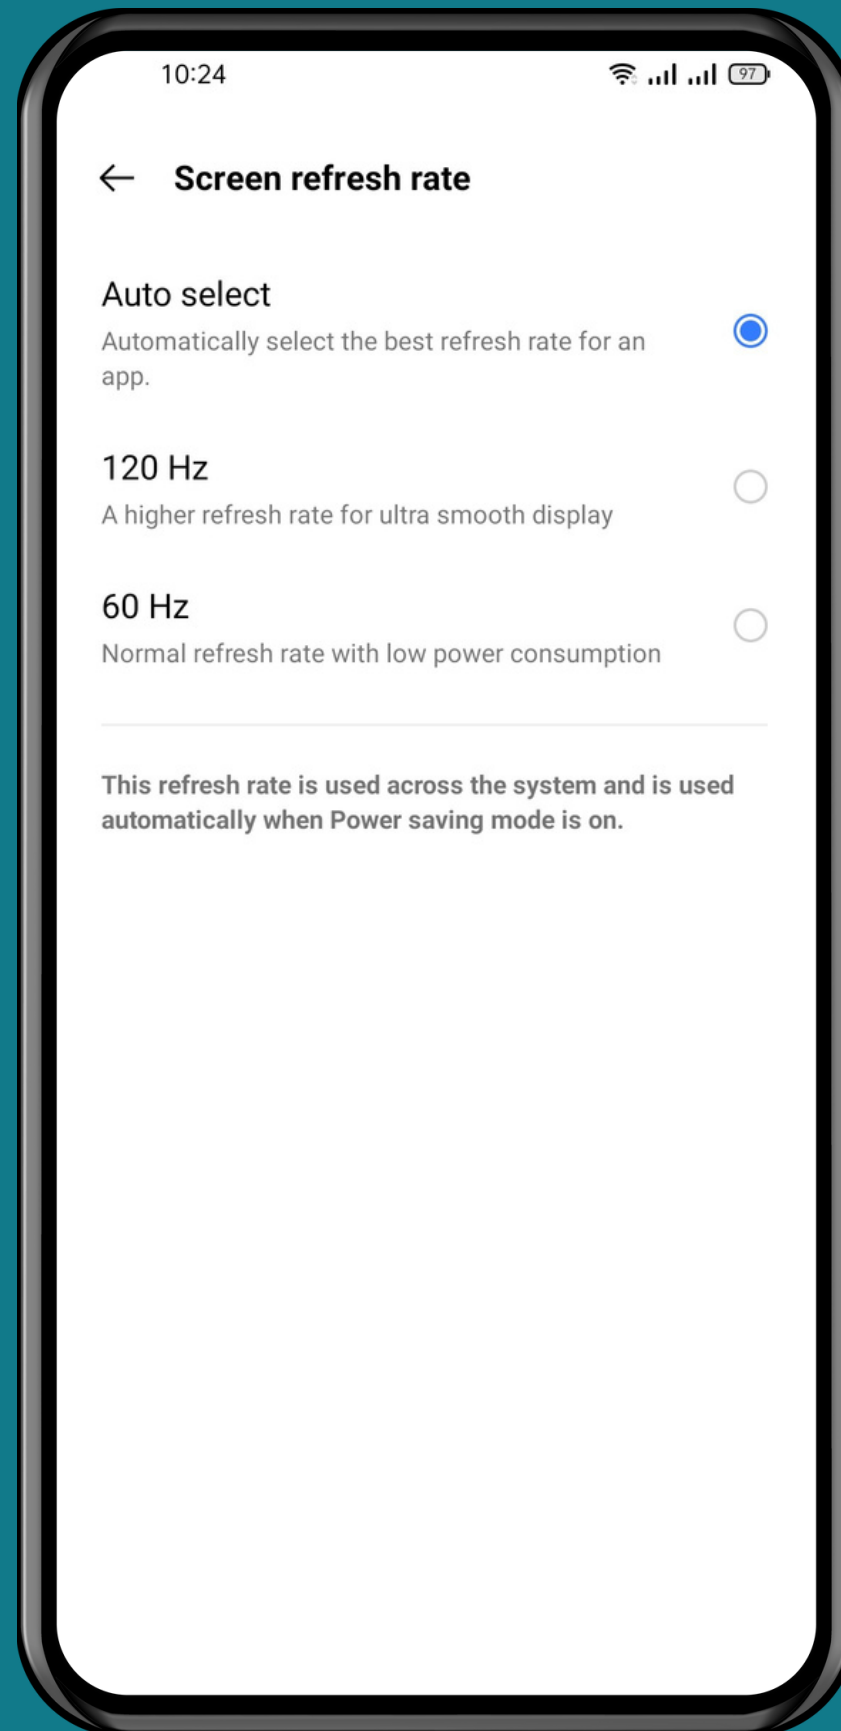 10:24
97
Screen refresh rate
Auto select
Automatically select the best refresh rate for an
app.
120 Hz
A higher refresh rate for ultra smooth display
60 Hz
Normal refresh rate with low power consumption
This refresh rate is used across the system and is used
automatically when Power saving mode is on.